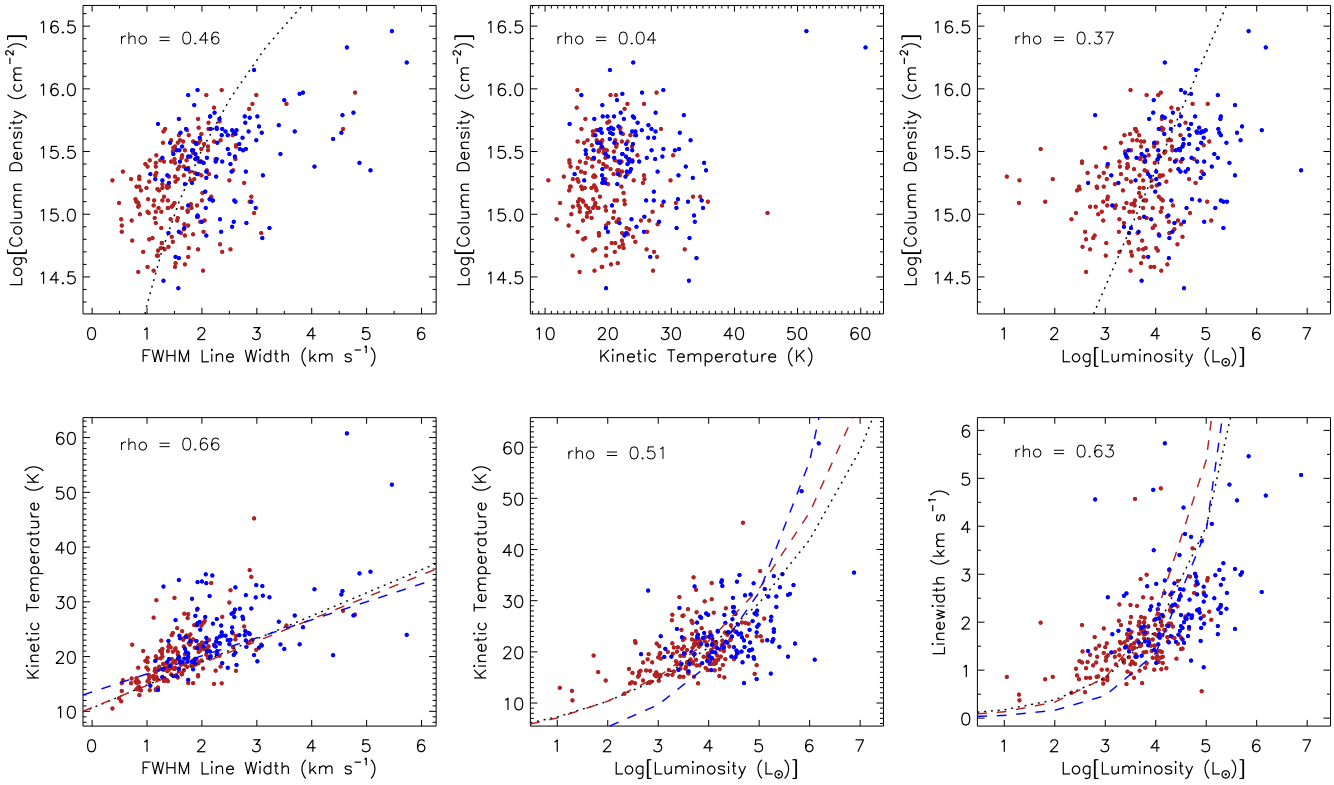 rho = 0.46
16.5
16.0
15.5
15.0
14.5
Log[Column Density (cm⁻²)]
0 1 2 3 4 5 6
FWHM Line Width (km s⁻¹)
rho = 0.04
16.5
16.0
15.5
15.0
14.5
Log[Column Density (cm⁻²)]
10 20 30 40 50 60
Kinetic Temperature (K)
rho = 0.37
16.5
16.0
15.5
15.0
14.5
Log[Column Density (cm⁻²)]
1 2 3 4 5 6 7
Log[Luminosity (L☉)]
rho = 0.66
60
50
40
30
20
10
Kinetic Temperature (K)
0 1 2 3 4 5 6
FWHM Line Width (km s⁻¹)
rho = 0.51
60
50
40
30
20
10
Kinetic Temperature (K)
1 2 3 4 5 6 7
Log[Luminosity (L☉)]
rho = 0.63
6
5
4
3
2
1
0
Linewidth (km s⁻¹)
1 2 3 4 5 6 7
Log[Luminosity (L☉)]